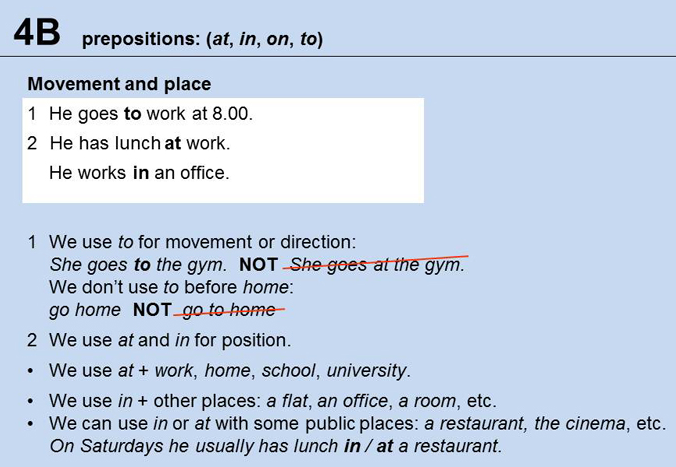 4B prepositions: (at, in, on, to)
Movement and place
1 He goes to work at 8.00.
2 He has lunch at work.
He works in an office.
1 We use to for movement or direction:
She goes to the gym. NOT She goes at the gym.
We don't use to before home:
go home NOT go to home
2 We use at and in for position.
• We use at + work, home, school, university.
• We use in + other places: a flat, an office, a room, etc.
• We can use in or at with some public places: a restaurant, the cinema, etc.
On Saturdays he usually has lunch in / at a restaurant.